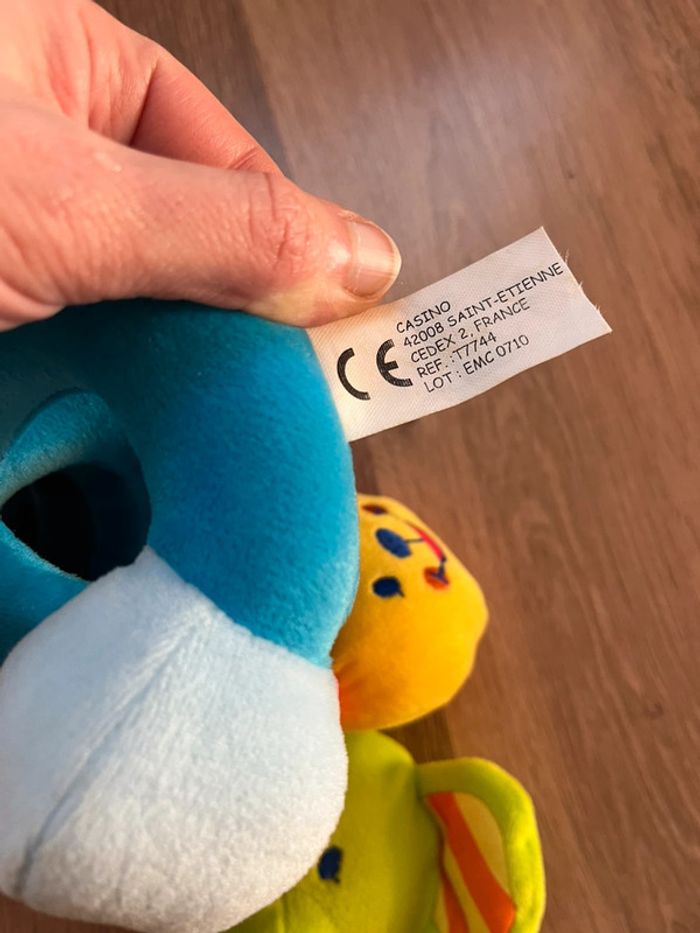 CE
CASINO
42008 SAINT-ETIENNE
CEDEX 2, FRANCE
REF. :T7744
LOT : EMC 0710